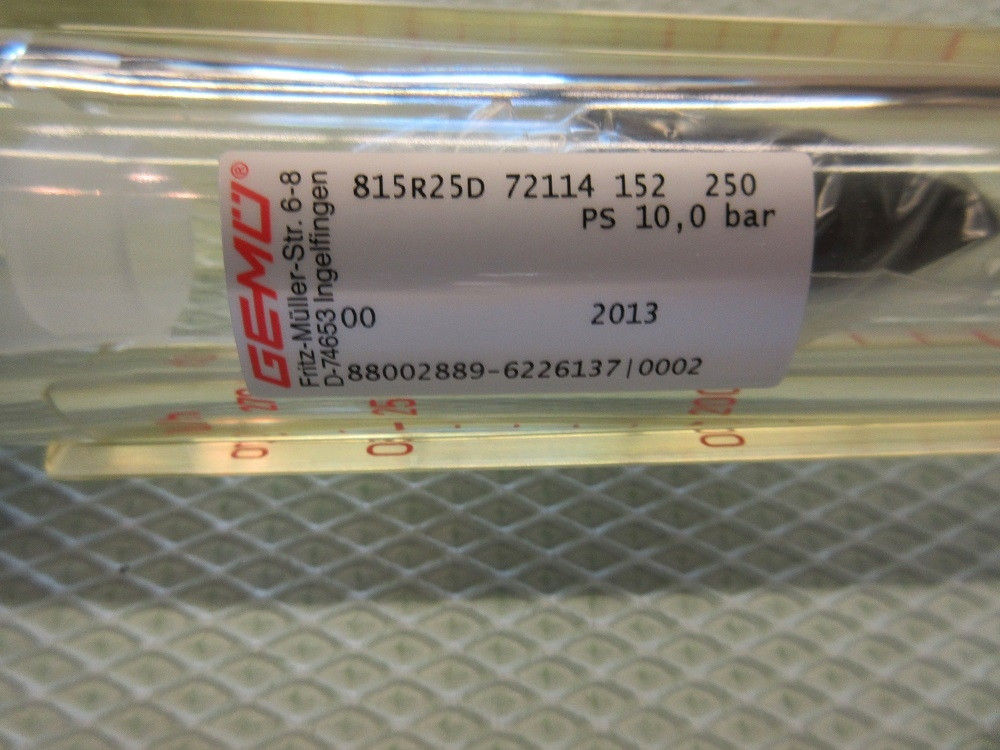 GEMÜ®
Fritz-Müller-Str. 6-8
D-74653 Ingelfingen
815R25D 72114 152 250
PS 10,0 bar
00 2013
88002889-6226137|0002
25